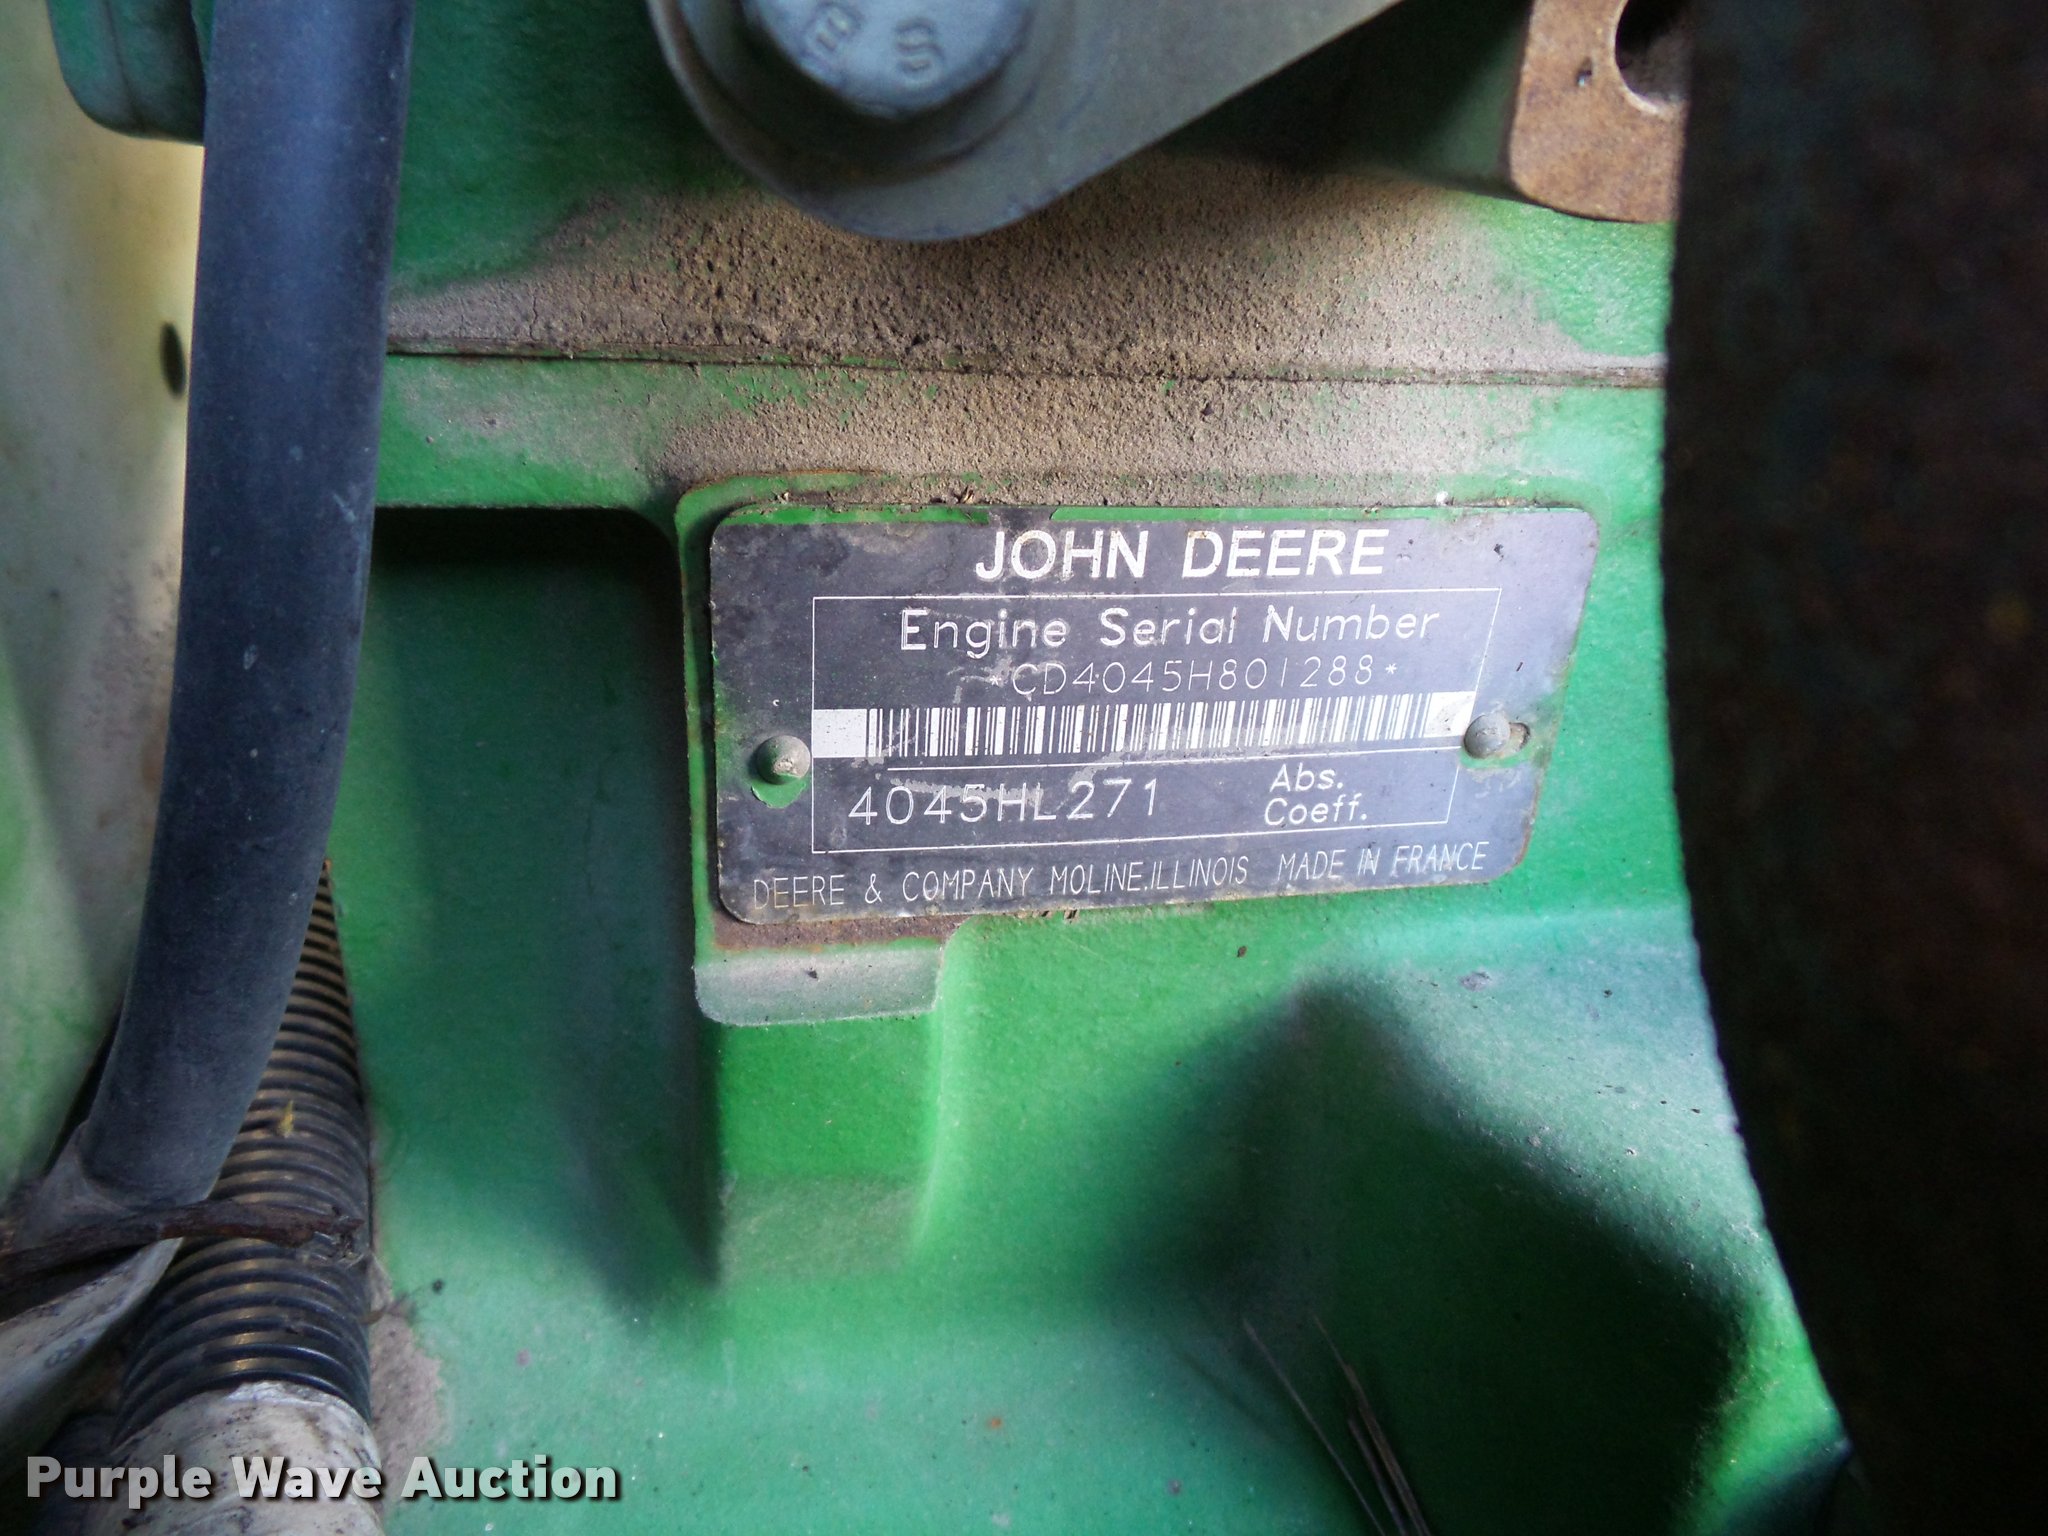 E S
JOHN DEERE
Engine Serial Number
*CD4045H801288*
4045HL271
Abs.
Coeff.
DEERE & COMPANY MOLINE.ILLINOIS MADE IN FRANCE
Purple Wave Auction